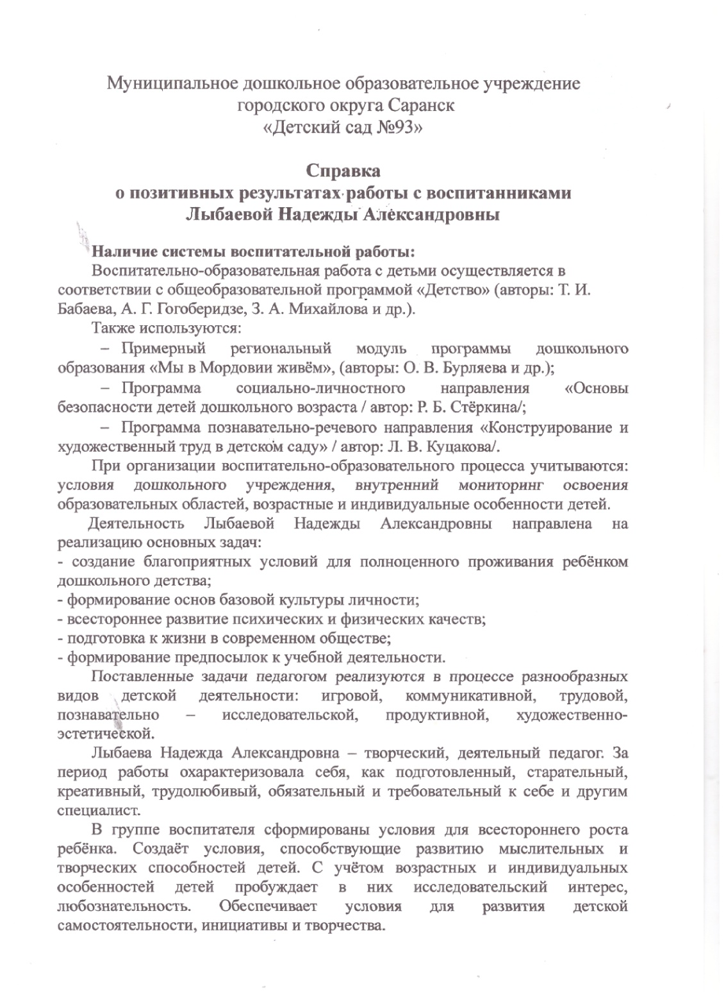 Муниципальное дошкольное образовательное учреждение
городского округа Саранск
«Детский сад №93»
Справка
о позитивных результатах работы с воспитанниками
Лыбаевой Надежды Александровны
Наличие системы воспитательной работы:
Воспитательно-образовательная работа с детьми осуществляется в
соответствии с общеобразовательной программой «Детство» (авторы: Т. И.
Бабаева, А. Г. Гогоберидзе, З. А. Михайлова и др.).
Также используются:
– Примерный региональный модуль программы дошкольного
образования «Мы в Мордовии живём», (авторы: О. В. Бурляева и др.);
– Программа социально-личностного направления «Основы
безопасности детей дошкольного возраста / автор: Р. Б. Стёркина/;
– Программа познавательно-речевого направления «Конструирование и
художественный труд в детском саду» / автор: Л. В. Куцакова/.
При организации воспитательно-образовательного процесса учитываются:
условия дошкольного учреждения, внутренний мониторинг освоения
образовательных областей, возрастные и индивидуальные особенности детей.
Деятельность Лыбаевой Надежды Александровны направлена на
реализацию основных задач:
- создание благоприятных условий для полноценного проживания ребёнком
дошкольного детства;
- формирование основ базовой культуры личности;
- всестороннее развитие психических и физических качеств;
- подготовка к жизни в современном обществе;
- формирование предпосылок к учебной деятельности.
Поставленные задачи педагогом реализуются в процессе разнообразных
видов детской деятельности: игровой, коммуникативной, трудовой,
познавательно – исследовательской, продуктивной, художественно-
эстетической.
Лыбаева Надежда Александровна – творческий, деятельный педагог. За
период работы охарактеризовала себя, как подготовленный, старательный,
креативный, трудолюбивый, обязательный и требовательный к себе и другим
специалист.
В группе воспитателя сформированы условия для всестороннего роста
ребёнка. Создаёт условия, способствующие развитию мыслительных и
творческих способностей детей. С учётом возрастных и индивидуальных
особенностей детей пробуждает в них исследовательский интерес,
любознательность. Обеспечивает условия для развития детской
самостоятельности, инициативы и творчества.